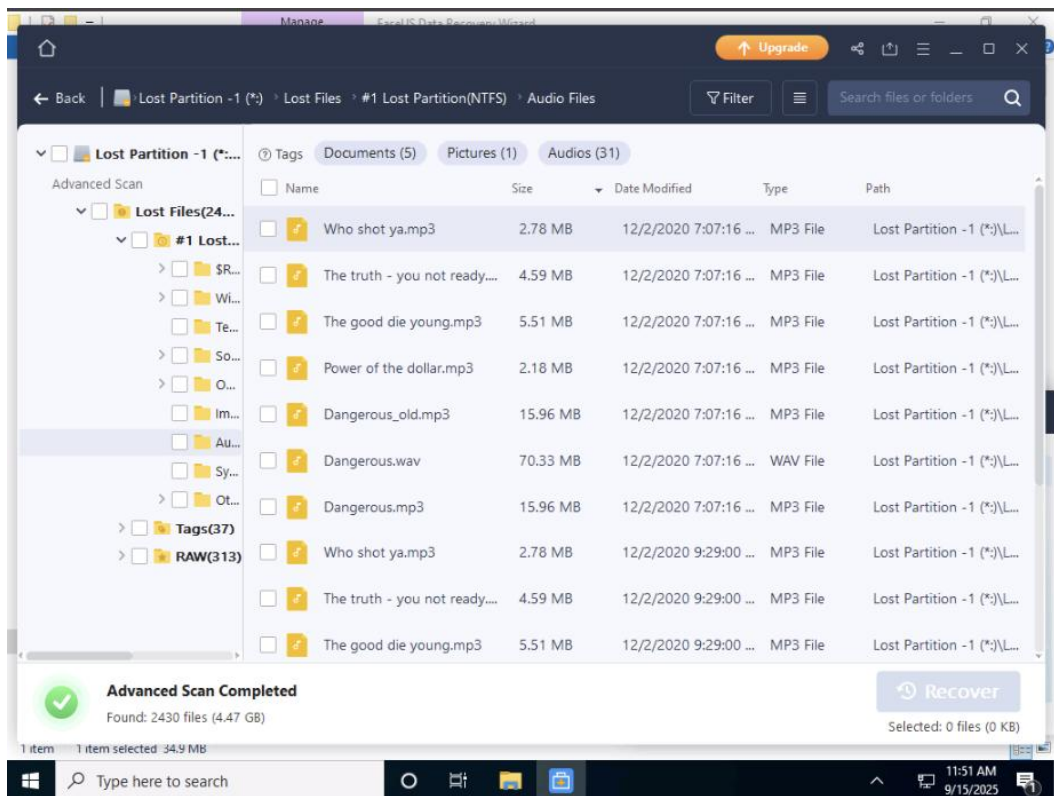 Manage EaseUS Data Recovery Wizard
Upgrade
Back Lost Partition -1 (*:) Lost Files #1 Lost Partition(NTFS) Audio Files Filter Search files or folders
Lost Partition -1 (*:...
Advanced Scan
Lost Files(24...
#1 Lost...
$R...
Wi...
Te...
So...
O...
Im...
Au...
Sy...
Ot...
Tags(37)
RAW(313)
Tags Documents (5) Pictures (1) Audios (31)
Name Size Date Modified Type Path
Who shot ya.mp3 2.78 MB 12/2/2020 7:07:16 ... MP3 File Lost Partition -1 (*:)\L...
The truth - you not ready.... 4.59 MB 12/2/2020 7:07:16 ... MP3 File Lost Partition -1 (*:)\L...
The good die young.mp3 5.51 MB 12/2/2020 7:07:16 ... MP3 File Lost Partition -1 (*:)\L...
Power of the dollar.mp3 2.18 MB 12/2/2020 7:07:16 ... MP3 File Lost Partition -1 (*:)\L...
Dangerous_old.mp3 15.96 MB 12/2/2020 7:07:16 ... MP3 File Lost Partition -1 (*:)\L...
Dangerous.wav 70.33 MB 12/2/2020 7:07:16 ... WAV File Lost Partition -1 (*:)\L...
Dangerous.mp3 15.96 MB 12/2/2020 7:07:16 ... MP3 File Lost Partition -1 (*:)\L...
Who shot ya.mp3 2.78 MB 12/2/2020 9:29:00 ... MP3 File Lost Partition -1 (*:)\L...
The truth - you not ready.... 4.59 MB 12/2/2020 9:29:00 ... MP3 File Lost Partition -1 (*:)\L...
The good die young.mp3 5.51 MB 12/2/2020 9:29:00 ... MP3 File Lost Partition -1 (*:)\L...
Advanced Scan Completed
Found: 2430 files (4.47 GB)
Recover
Selected: 0 files (0 KB)
1 item 1 item selected 34.9 MB
Type here to search
11:51 AM
9/15/2025